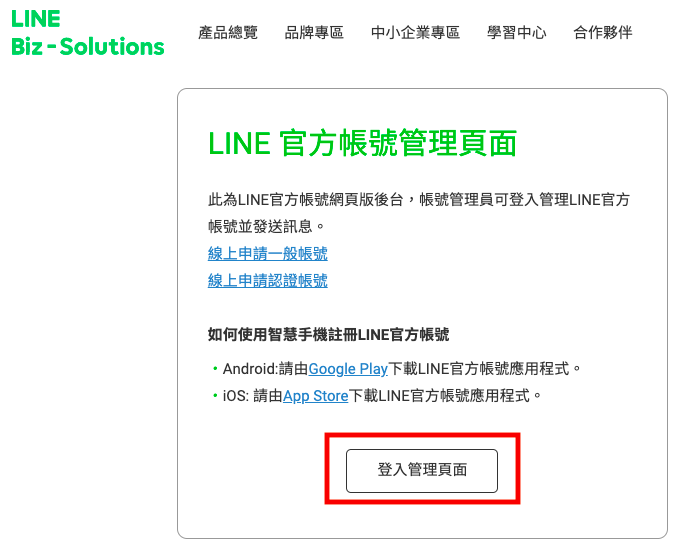 LINE
Biz-Solutions
產品總覽 品牌專區 中小企業專區 學習中心 合作夥伴
LINE 官方帳號管理頁面
此為LINE官方帳號網頁版後台，帳號管理員可登入管理LINE官方
帳號並發送訊息。
線上申請一般帳號
線上申請認證帳號
如何使用智慧手機註冊LINE官方帳號
• Android:請由Google Play下載LINE官方帳號應用程式。
• iOS: 請由App Store下載LINE官方帳號應用程式。
登入管理頁面